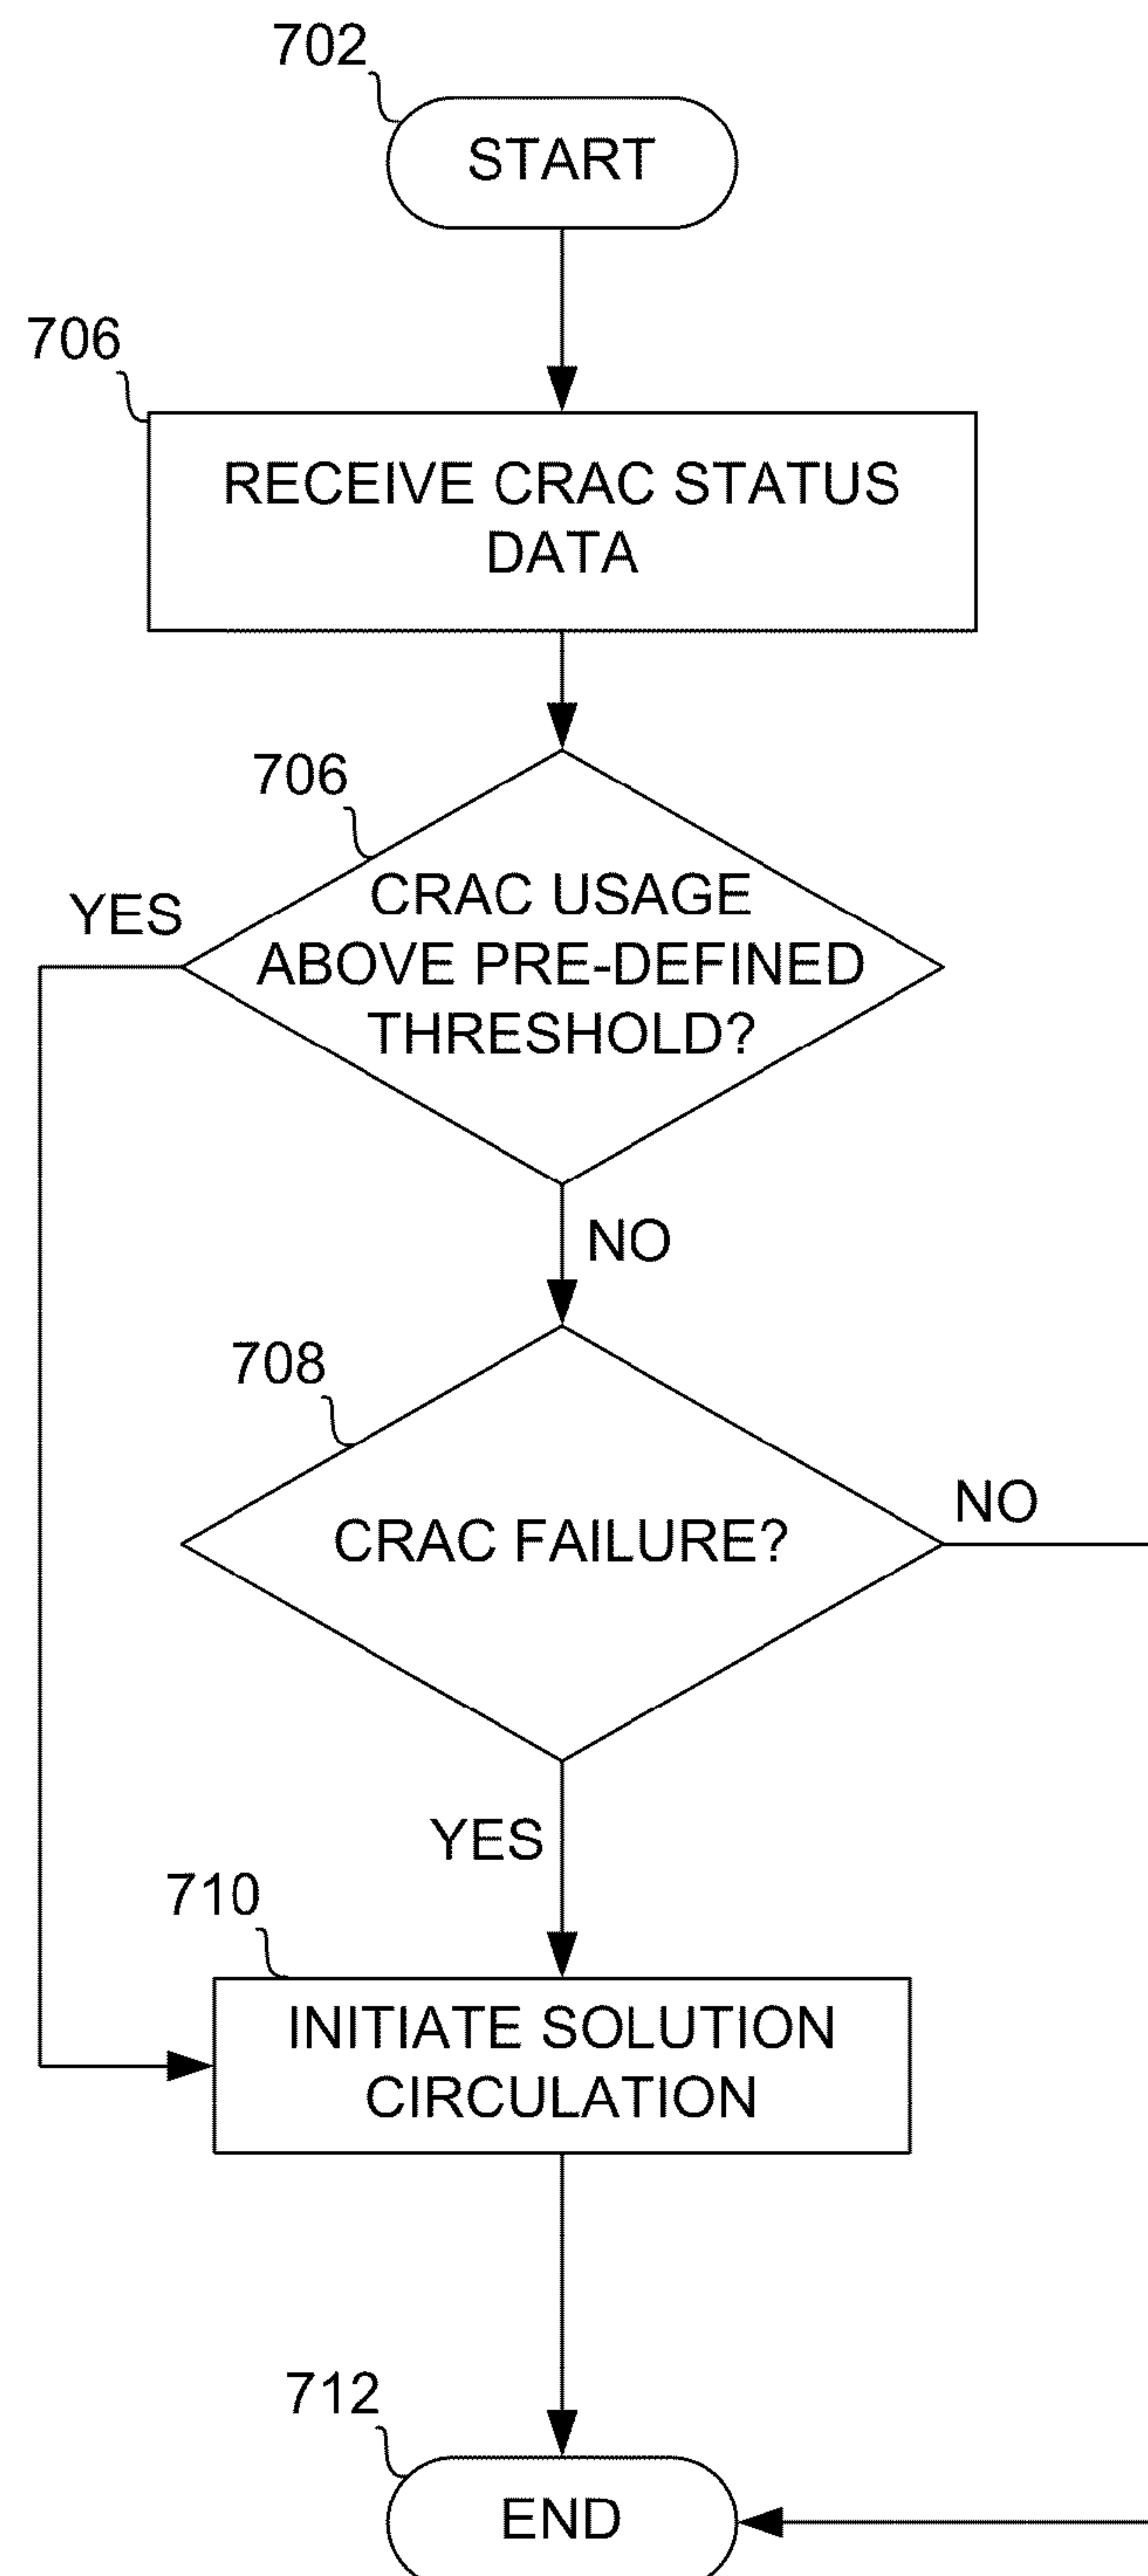 702
START
706
RECEIVE CRAC STATUS
DATA
706
YES
CRAC USAGE
ABOVE PRE-DEFINED
THRESHOLD?
NO
708
CRAC FAILURE?
NO
YES
710
INITIATE SOLUTION
CIRCULATION
712
END